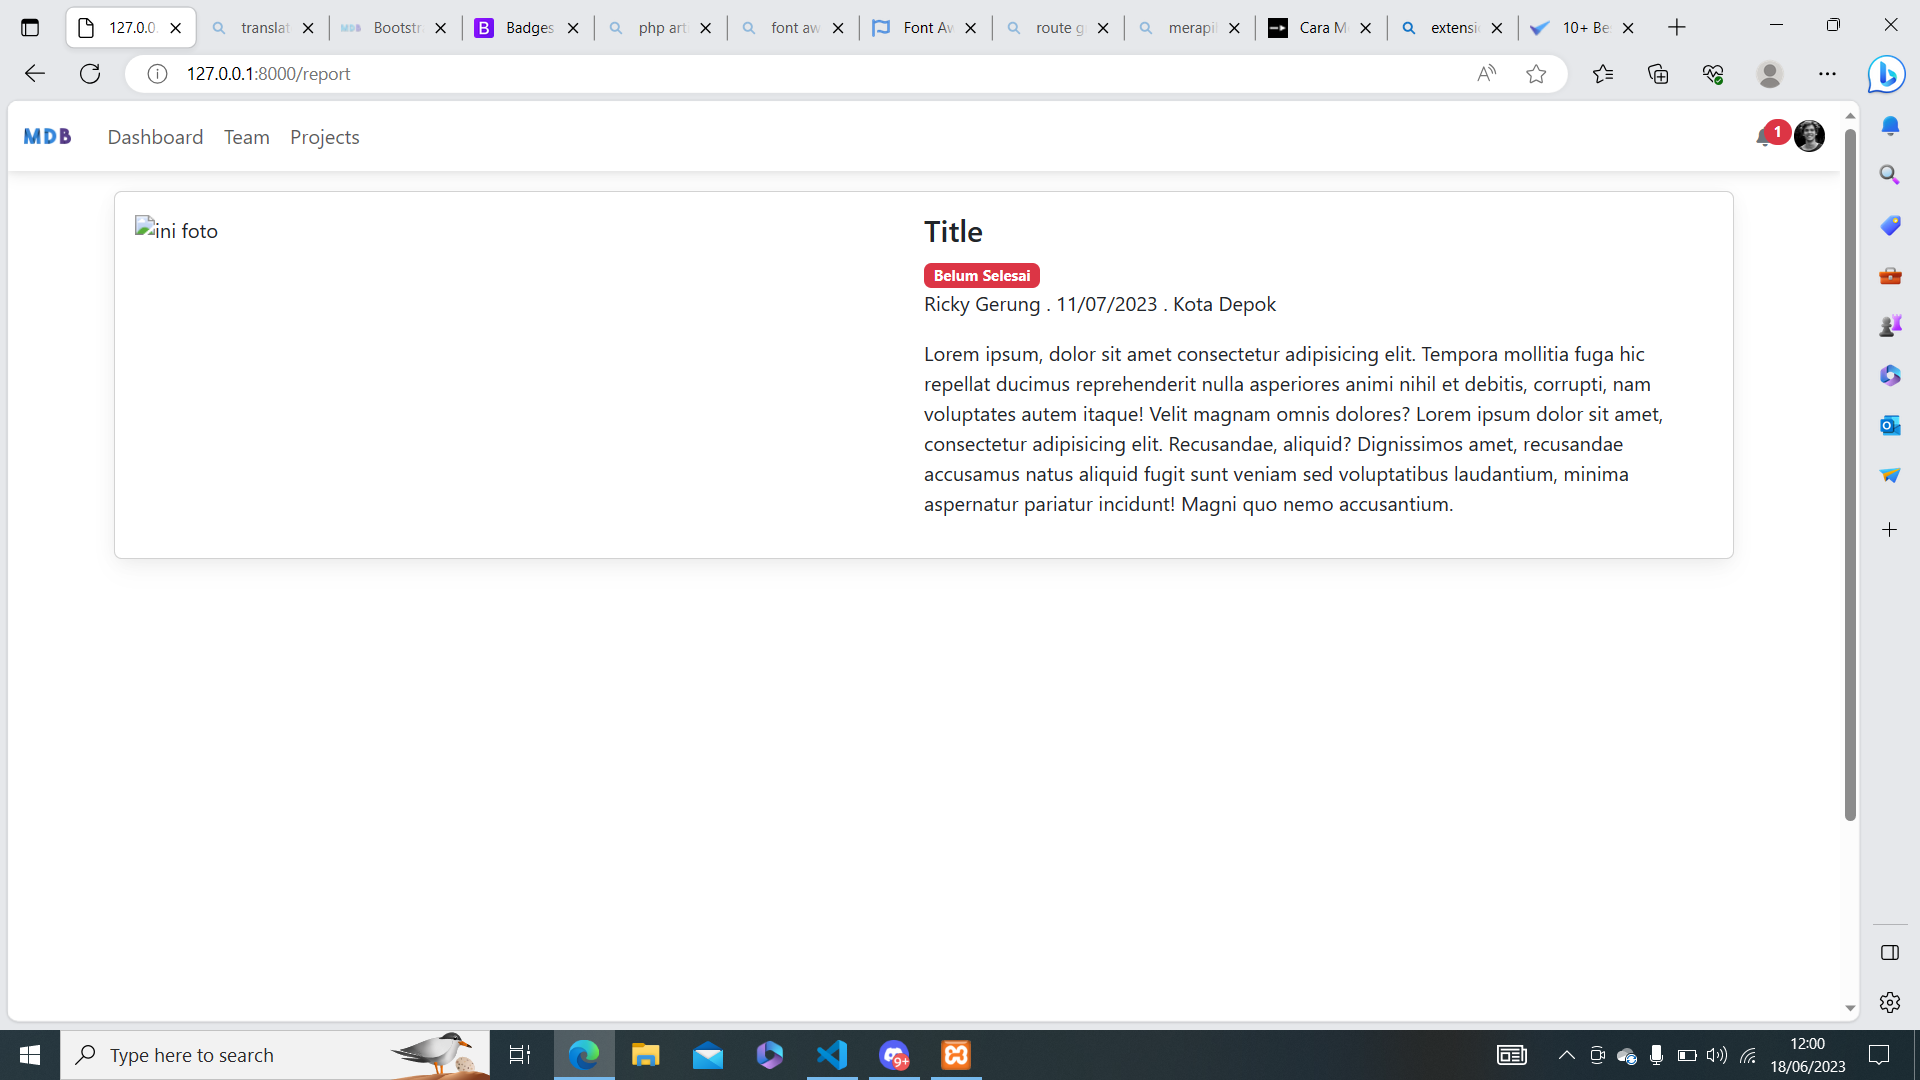 127.0.0.
translat
Bootstr
Badges
php art
font aw
Font Aw
route g
merapil
Cara M
extensi
10+ Be
127.0.0.1:8000/report
MDB
Dashboard
Team
Projects
1
ini foto
Title
Belum Selesai
Ricky Gerung . 11/07/2023 . Kota Depok
Lorem ipsum, dolor sit amet consectetur adipisicing elit. Tempora mollitia fuga hic
repellat ducimus reprehenderit nulla asperiores animi nihil et debitis, corrupti, nam
voluptates autem itaque! Velit magnam omnis dolores? Lorem ipsum dolor sit amet,
consectetur adipisicing elit. Recusandae, aliquid? Dignissimos amet, recusandae
accusamus natus aliquid fugit sunt veniam sed voluptatibus laudantium, minima
aspernatur pariatur incidunt! Magni quo nemo accusantium.
Type here to search
9+
12:00
18/06/2023